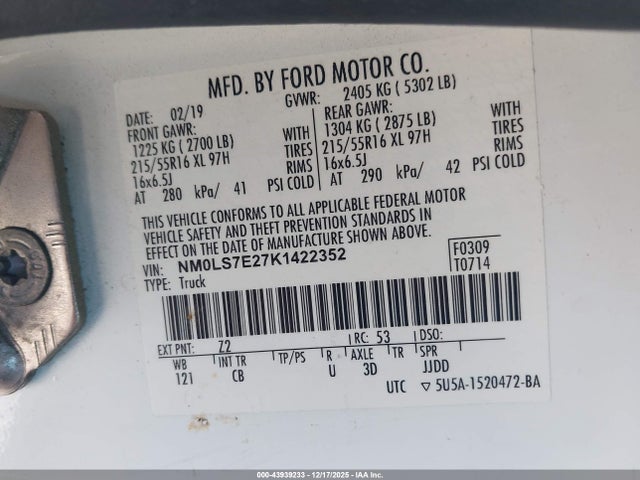 MFD. BY FORD MOTOR CO.
DATE: 02/19 GVWR: 2405 KG ( 5302 LB)
FRONT GAWR: REAR GAWR:
1225 KG ( 2700 LB) WITH 1304 KG ( 2875 LB) WITH
215/55R16 XL 97H TIRES 215/55R16 XL 97H TIRES
16x6.5J RIMS 16x6.5J RIMS
AT 280 kPa/ 41 PSI COLD AT 290 kPa/ 42 PSI COLD
THIS VEHICLE CONFORMS TO ALL APPLICABLE FEDERAL MOTOR
VEHICLE SAFETY AND THEFT PREVENTION STANDARDS IN
EFFECT ON THE DATE OF MANUFACTURE SHOWN ABOVE.
VIN: NM0LS7E27K1422352 F0309
TYPE: Truck T0714
EXT PNT: Z2 RC: 53 DSO:
WB INT TR TP/PS R AXLE TR SPR
121 CB U 3D JJDD
UTC ▽ 5U5A-1520472-BA
000-43939233 - 12/17/2025 - IAAI, Inc.